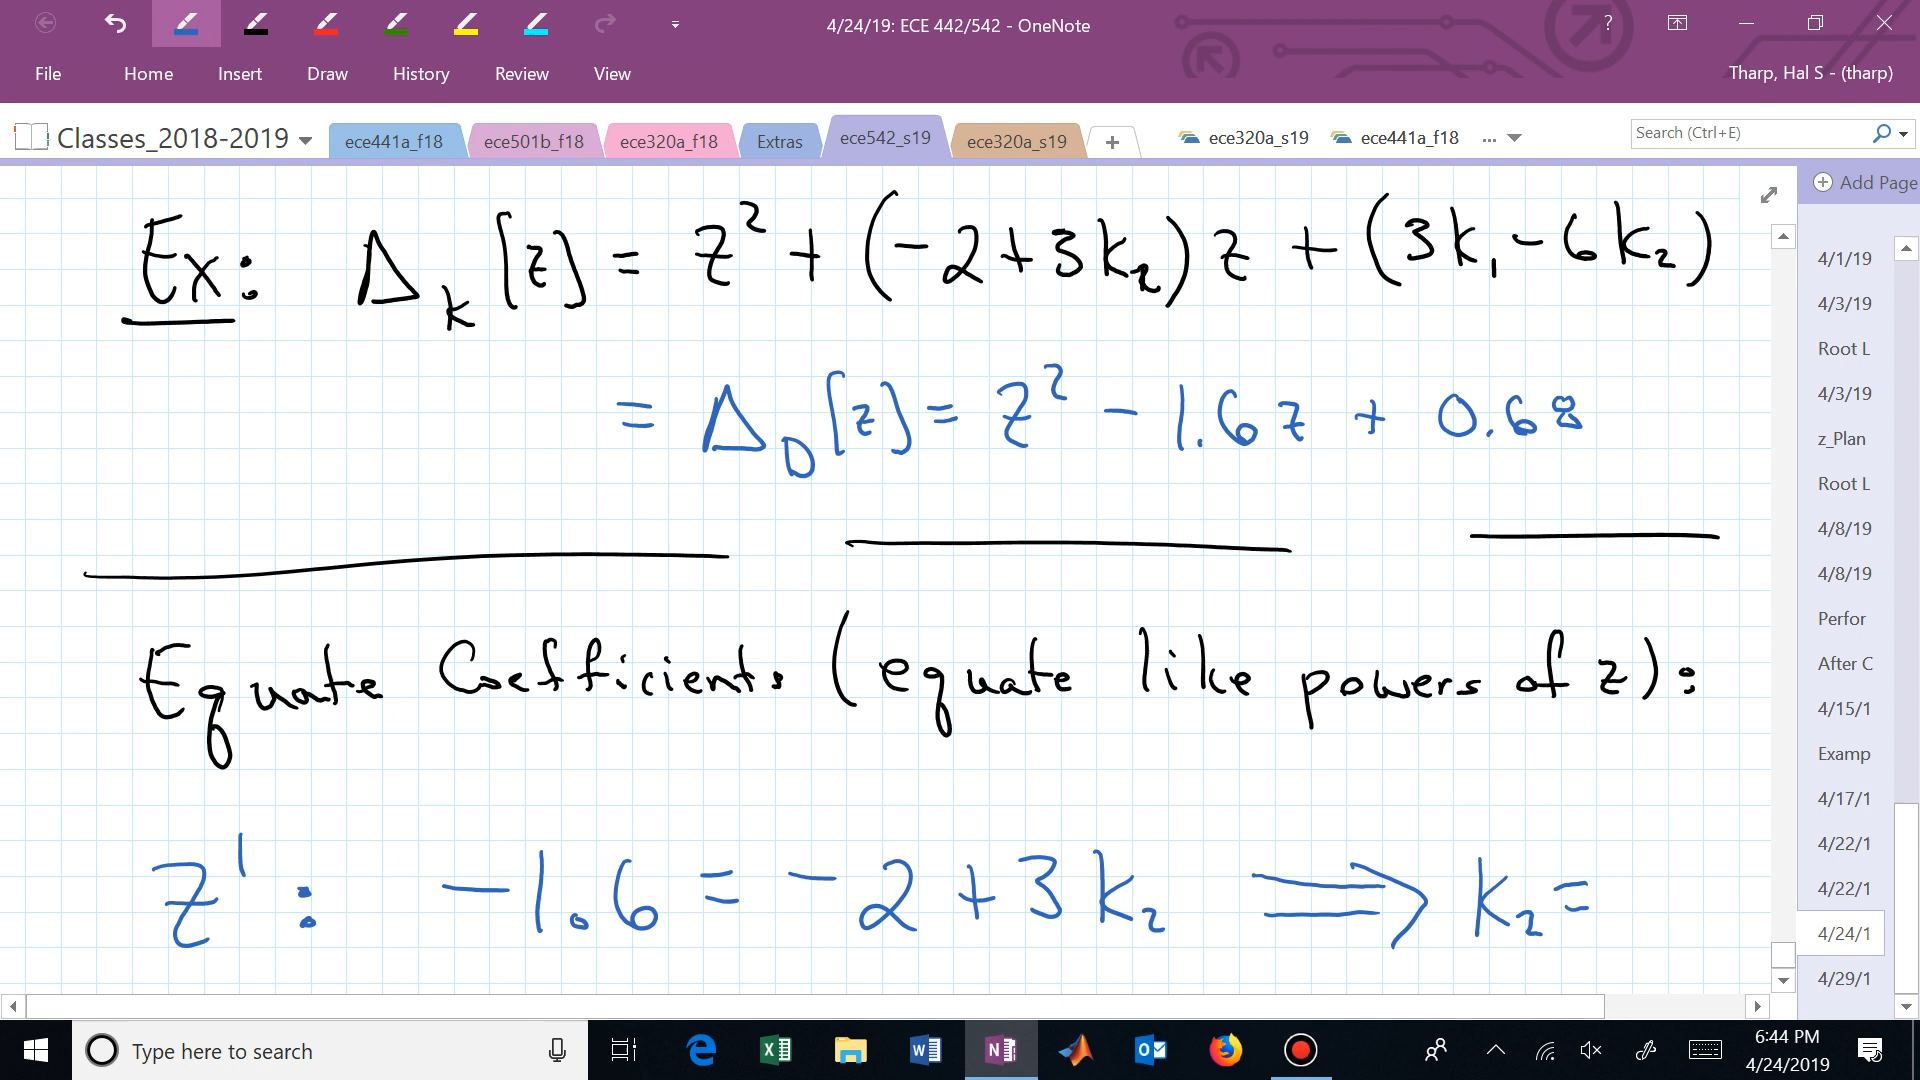 4/24/19: ECE 442/542 - OneNote
?
File Home Insert Draw History Review View
Tharp, Hal S - (tharp)
Classes_2018-2019
ece441a_f18 ece501b_f18 ece320a_f18 Extras ece542_s19 ece320a_s19 +
ece320a_s19 ece441a_f18 ...
Search (Ctrl+E)
Add Page
4/1/19
4/3/19
Root L
4/3/19
z_Plan
Root L
4/8/19
4/8/19
Perfor
After C
4/15/1
Examp
4/17/1
4/22/1
4/22/1
4/24/1
4/29/1
Ex: Δ_k[z] = z² + (-2+3k₂)z + (3k₁-6k₂)
= Δ_D[z] = z² - 1.6z + 0.68
Equate Coefficients (equate like powers of z):
z¹: -1.6 = -2+3k₂ ⟹ k₂=
Type here to search
6:44 PM
4/24/2019